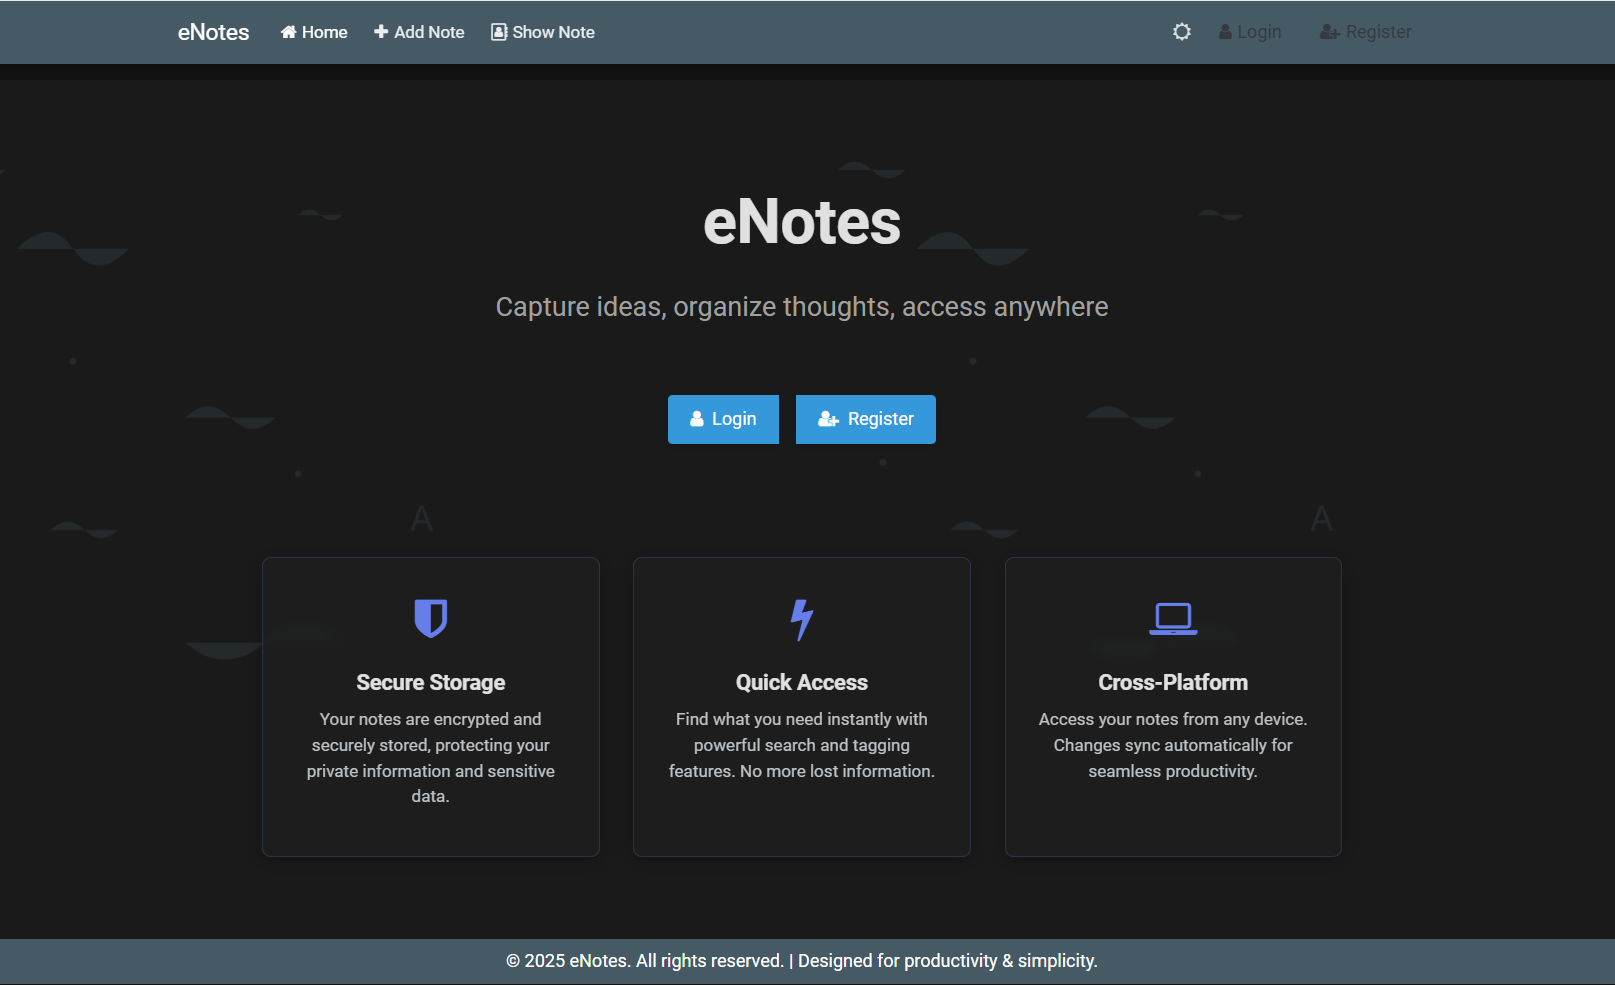 eNotes Home Add Note Show Note Login Register
eNotes
Capture ideas, organize thoughts, access anywhere
Login Register
A A
Secure Storage
Your notes are encrypted and
securely stored, protecting your
private information and sensitive
data.
Quick Access
Find what you need instantly with
powerful search and tagging
features. No more lost information.
Cross-Platform
Access your notes from any device.
Changes sync automatically for
seamless productivity.
© 2025 eNotes. All rights reserved. | Designed for productivity & simplicity.